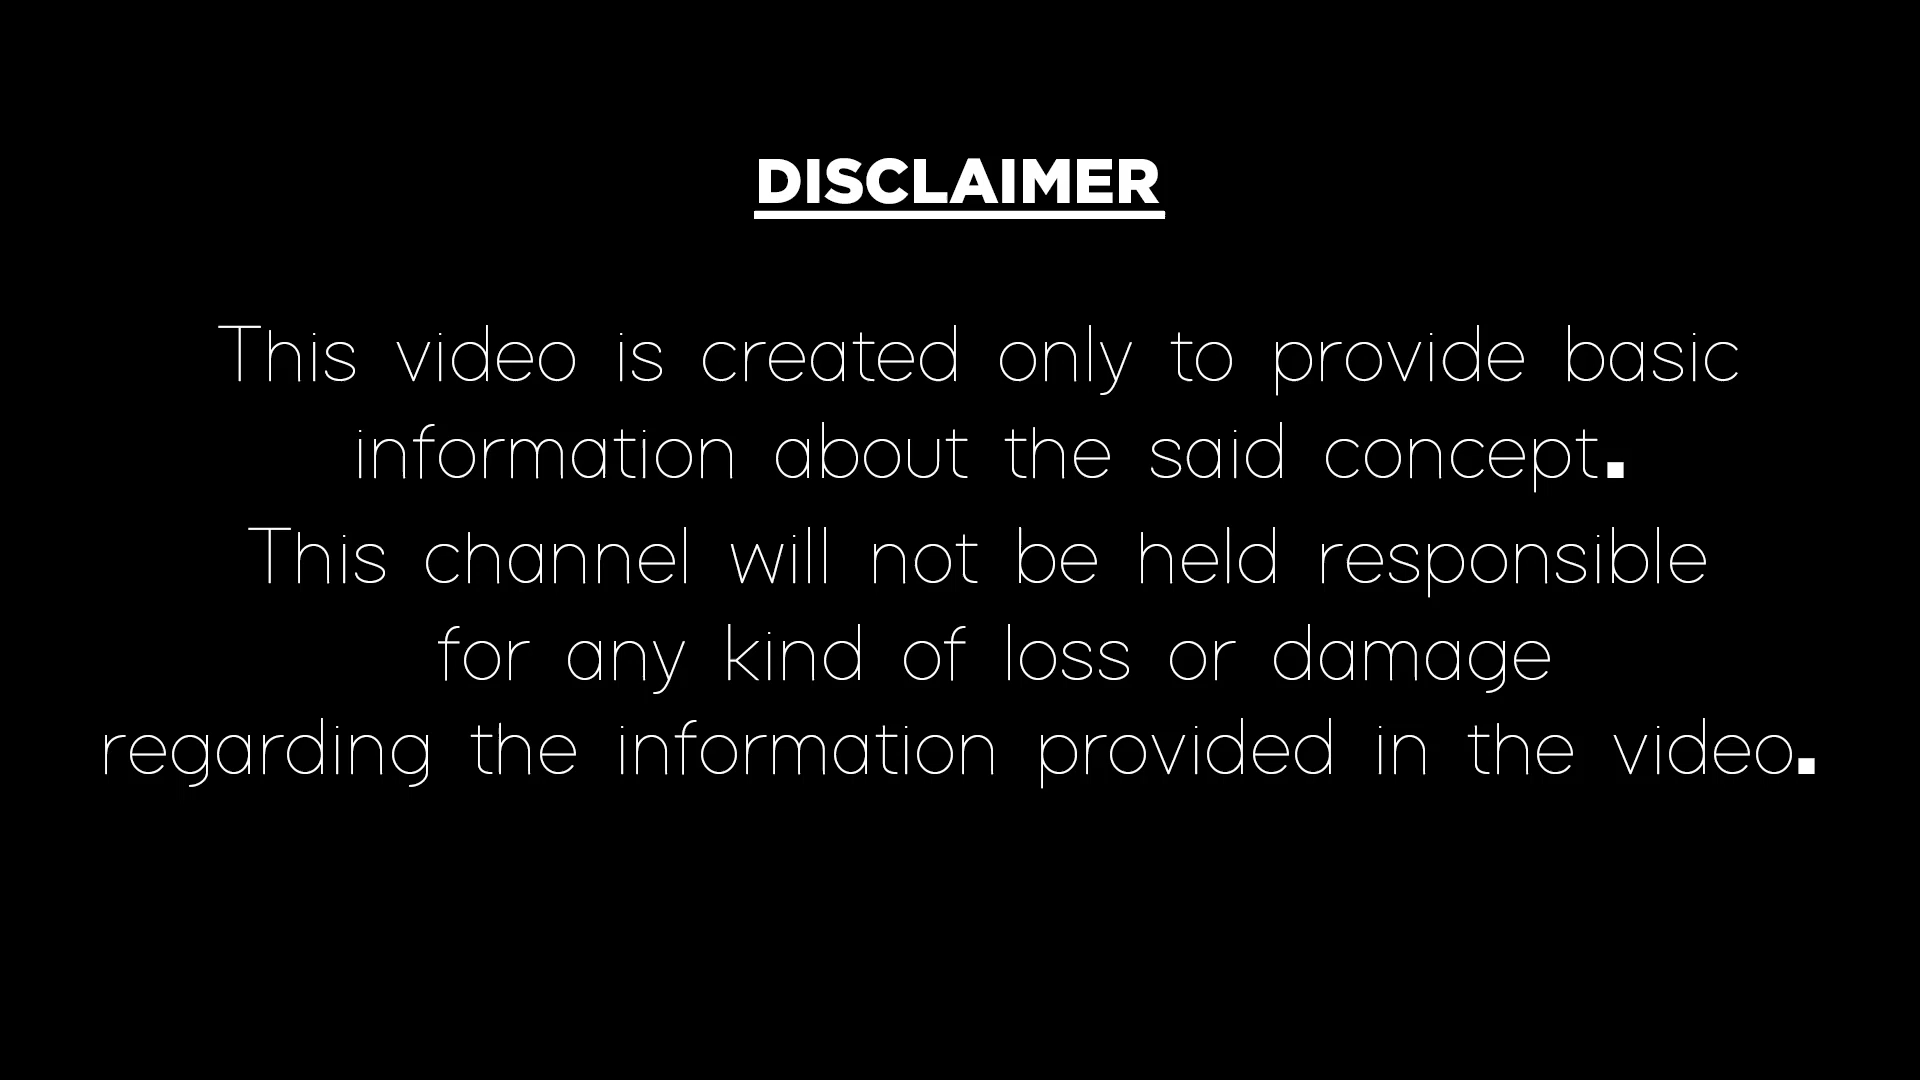 DISCLAIMER
This video is created only to provide basic
information about the said concept.
This channel will not be held responsible
for any kind of loss or damage
regarding the information provided in the video.